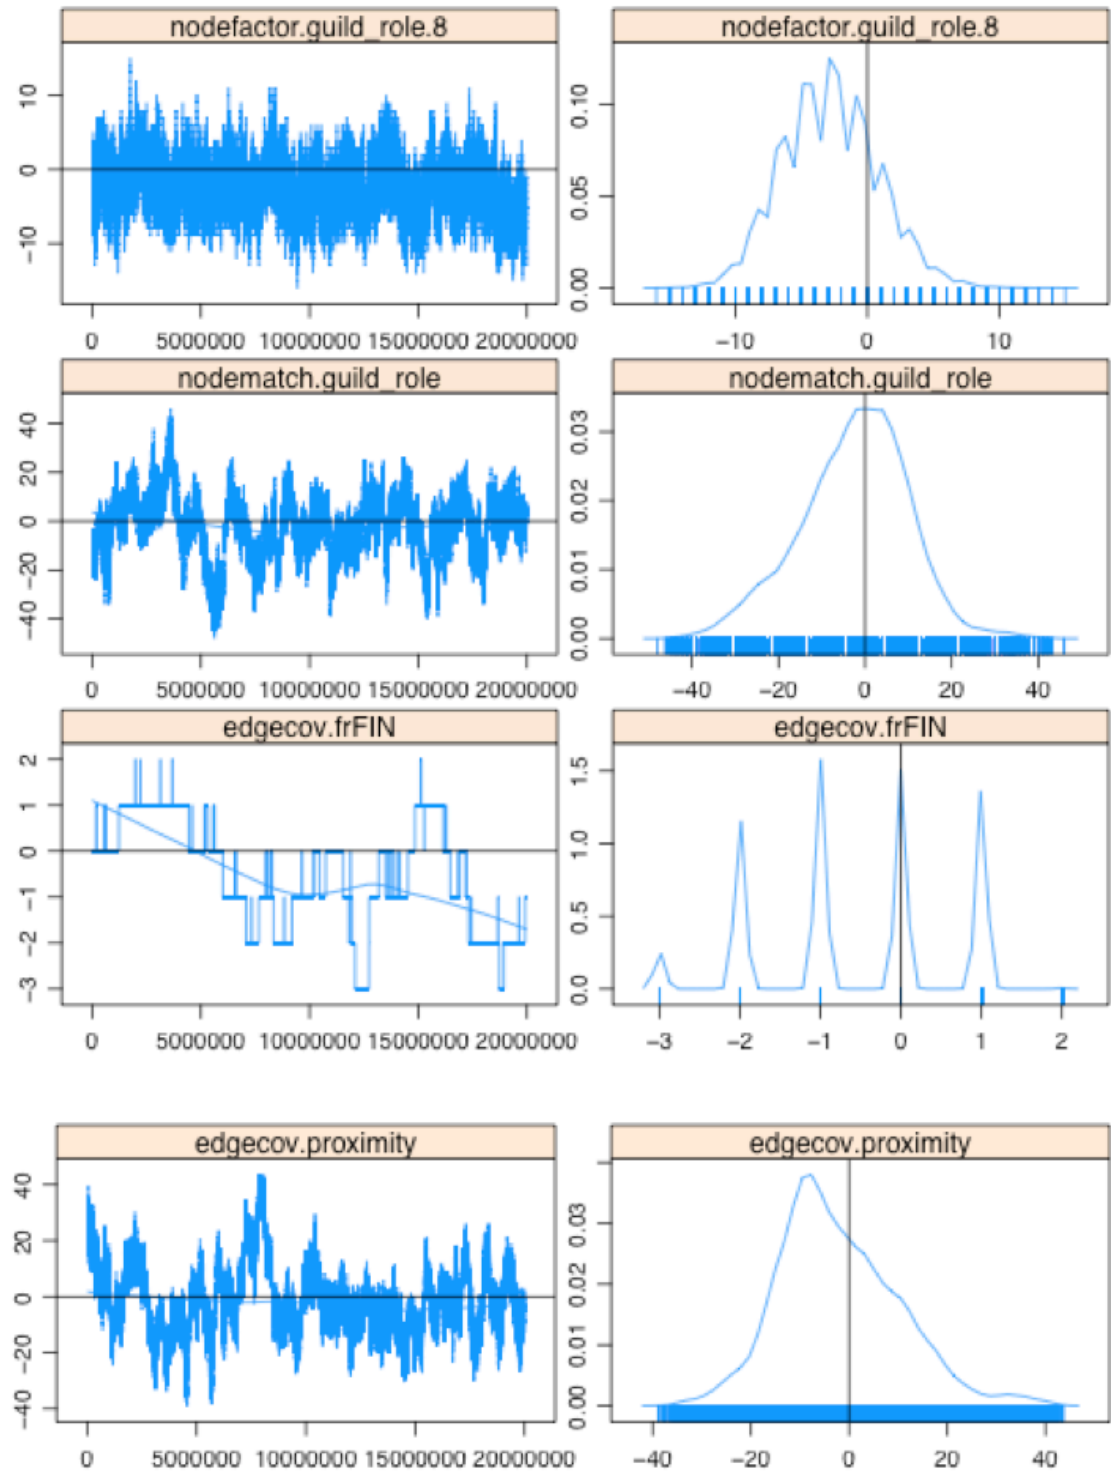 nodefactor.guild_role.8 nodefactor.guild_role.8
10 0 -10 0.10 0.05 0.00
0 5000000 10000000 15000000 20000000 -10 0 10
nodematch.guild_role nodematch.guild_role
40 20 0 -20 -40 0.03 0.02 0.01 0.00
0 5000000 10000000 15000000 20000000 -40 -20 0 20 40
edgecov.frFIN edgecov.frFIN
2 1 0 -1 -2 -3 1.5 1.0 0.5 0.0
0 5000000 10000000 15000000 20000000 -3 -2 -1 0 1 2
edgecov.proximity edgecov.proximity
40 20 0 -20 -40 0.03 0.02 0.01 0.00
0 5000000 10000000 15000000 20000000 -40 -20 0 20 40